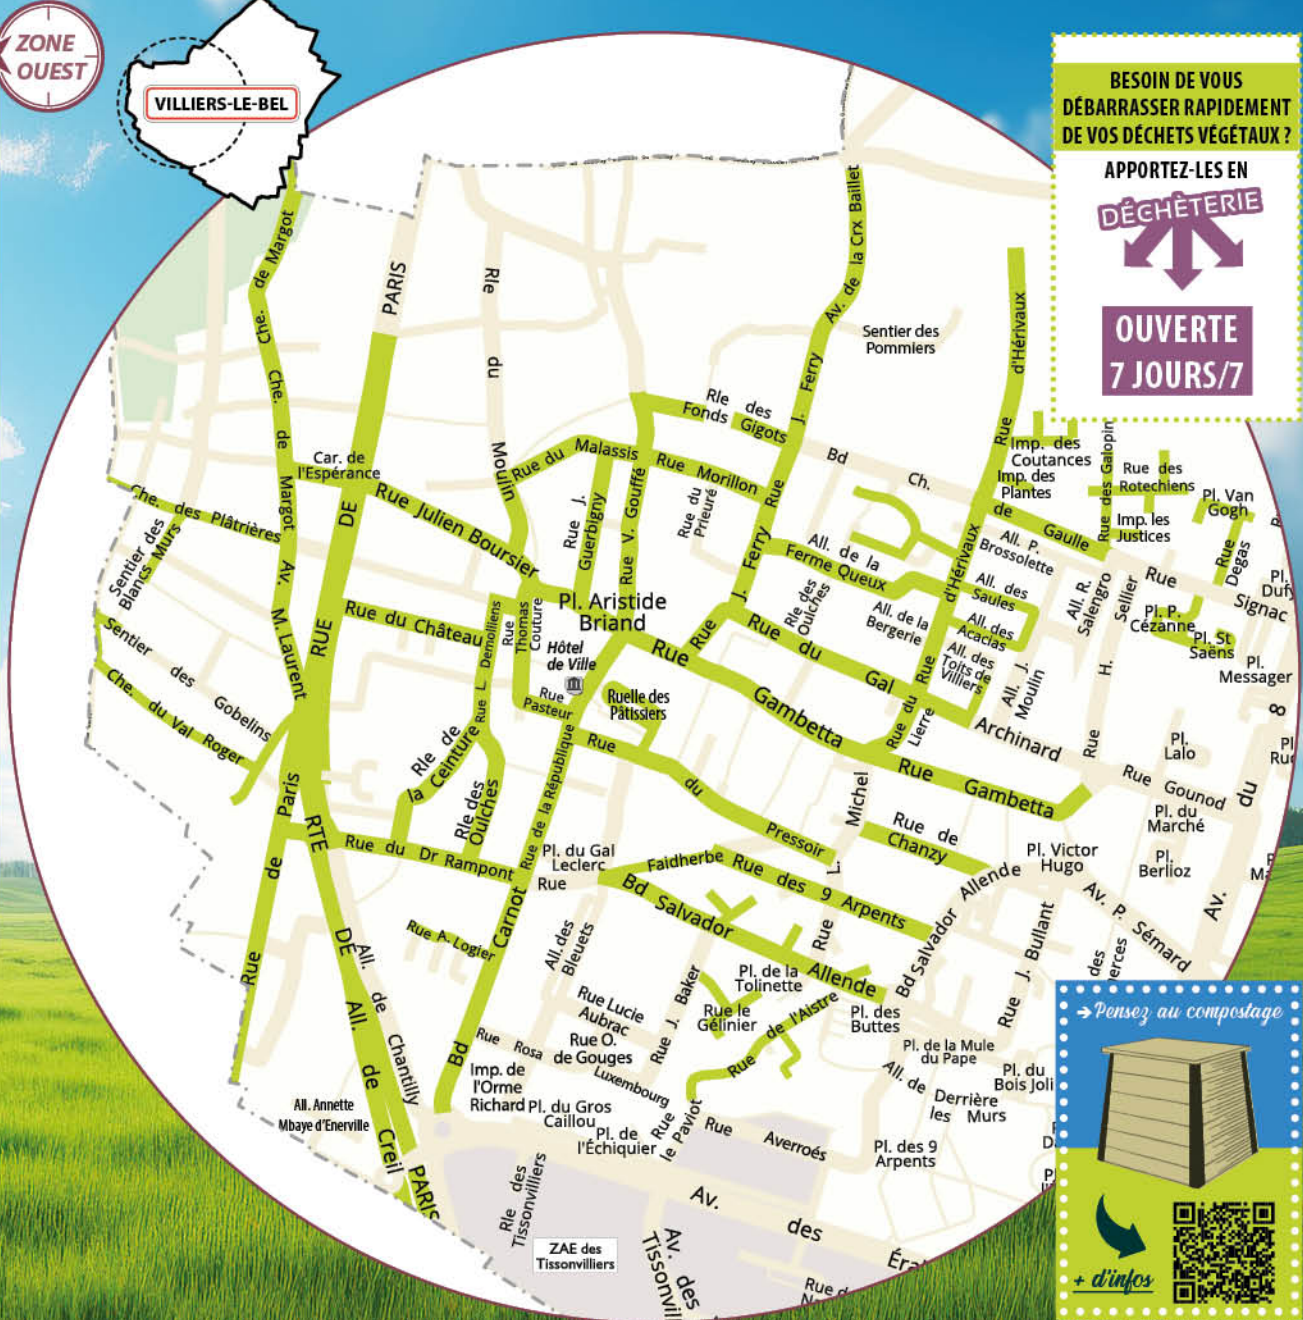 ZONE
OUEST
VILLIERS-LE-BEL
BESOIN DE VOUS
DÉBARRASSER RAPIDEMENT
DE VOS DÉCHETS VÉGÉTAUX ?
APPORTEZ-LES EN
DÉCHÈTERIE
OUVERTE
7 JOURS/7
Che. de Margot
PARIS
Rle du Moulin
Av. de la Crx Baillet
Sentier des
Pommiers
Rue d'Hérivaux
Rue J. Ferry
Rle des
Fonds Gigots
Che. de Margot
Car. de
l'Espérance
RUE DE
Rue du Malassis
Rue Morillon
Bd Ch. de Gaulle
Imp. des
Coutances
Imp. des
Plantes
Rue des Galopin
Rue des
Rotechiens
Pl. Van
Gogh
Imp. les
Justices
Rue
Degas
Che. des Plâtrières
Sentier des
Blancs Murs
Rue Julien Boursier
Rue J.
Guerbigny
Rue V. Gouffé
Rue du
Prieuré
J. Ferry
All. de la
Ferme Queux
d'Hérivaux
All. P.
Brossolette
All. des
Saules
All. R.
Salengro
Rue H. Sellier
Rue Signac
Pl.
Dufy
Pl. P.
Cézanne
Pl. St
Saëns
Pl.
Messager
8
Av. M. Laurent
Rue du Château
Rue L. Demolliens
Rue
Thomas
Couture
Pl. Aristide
Briand
Hôtel
de Ville
Rle des
Oulches
All. de la
Bergerie
All. des
Acacias
All. des
Toits de
Villiers
All. J.
Moulin
Sentier des Gobelins
Che. du Val Roger
Rue
Pasteur
Ruelle des
Pâtissiers
Rue Gambetta
Rue du Gal Archinard
Rue du
Lierre
Rue
Rue Gambetta
Pl.
Lalo
Rue Gounod
Pl. du
Marché
Pl.
Berlioz
Av. du
Rle de
la Ceinture
Rle des
Oulches
Rue de la République
Rue du Pressoir
Rue L. Michel
Rue de
Chanzy
Pl. Victor
Hugo
Rue de Paris
RTE DE PARIS
Rue du Dr Rampont
Pl. du Gal
Leclerc
Rue Faidherbe
Rue des 9 Arpents
Bd Salvador Allende
Bd Salvador Allende
Av. P. Sémard
Rue J. Bullant
Rue A. Logier
Bd Carnot
All. des
Bleuets
Pl. de la
Tolinette
All. de Chantilly
All. de Creil
Rue Lucie
Aubrac
Rue O.
de Gouges
Rue J. Baker
Rue le
Gélinier
Rue de l'Aistre
Pl. des
Buttes
Pl. de la Mule
du Pape
Pl. du
Bois Joli
All. de Derrière
les Murs
All. Annette
Mbaye d'Enerville
Rue Rosa Luxembourg
Imp. de
l'Orme
Richard
Pl. du Gros
Caillou
Pl. de
l'Échiquier
Rue
le Paviot
Rue Averroés
Pl. des 9
Arpents
Rle des
Tissonvilliers
ZAE des
Tissonvilliers
Av. des
Av. des
→ Pensez au compostage
+ d'infos